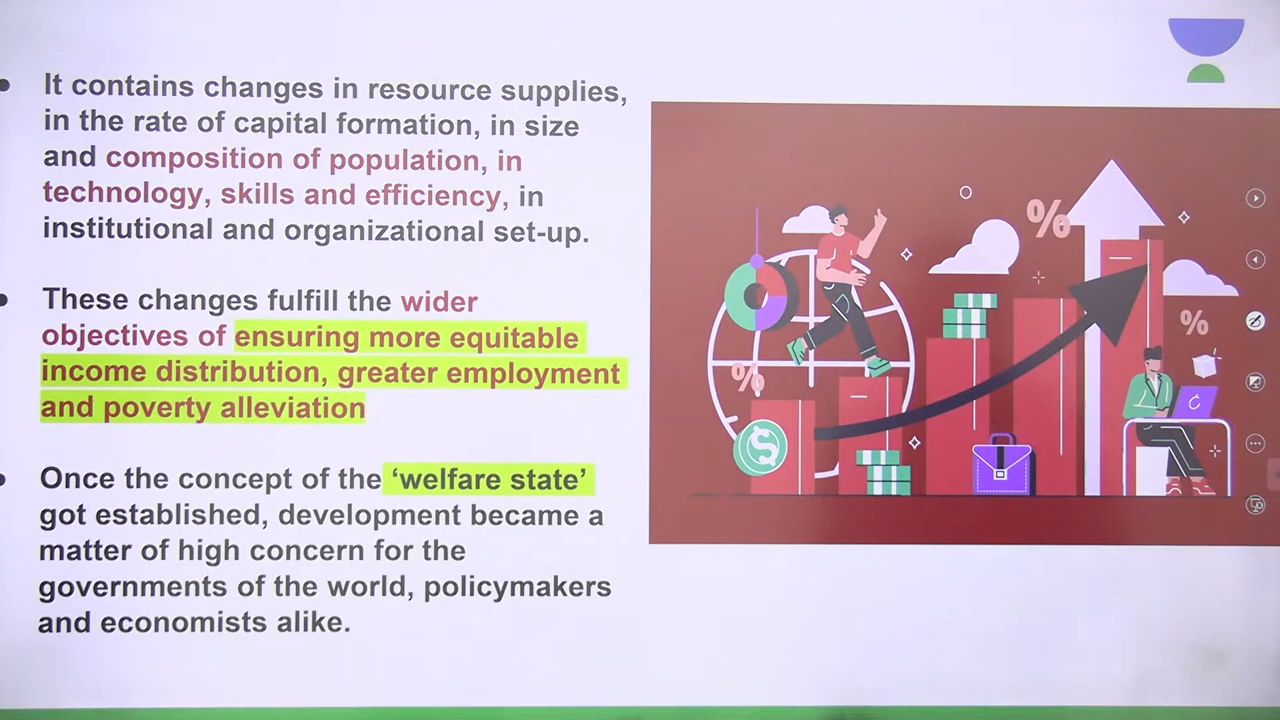 It contains changes in resource supplies,
in the rate of capital formation, in size
and composition of population, in
technology, skills and efficiency, in
institutional and organizational set-up.
These changes fulfill the wider
objectives of ensuring more equitable
income distribution, greater employment
and poverty alleviation
Once the concept of the ‘welfare state’
got established, development became a
matter of high concern for the
governments of the world, policymakers
and economists alike.
%
%
%
$